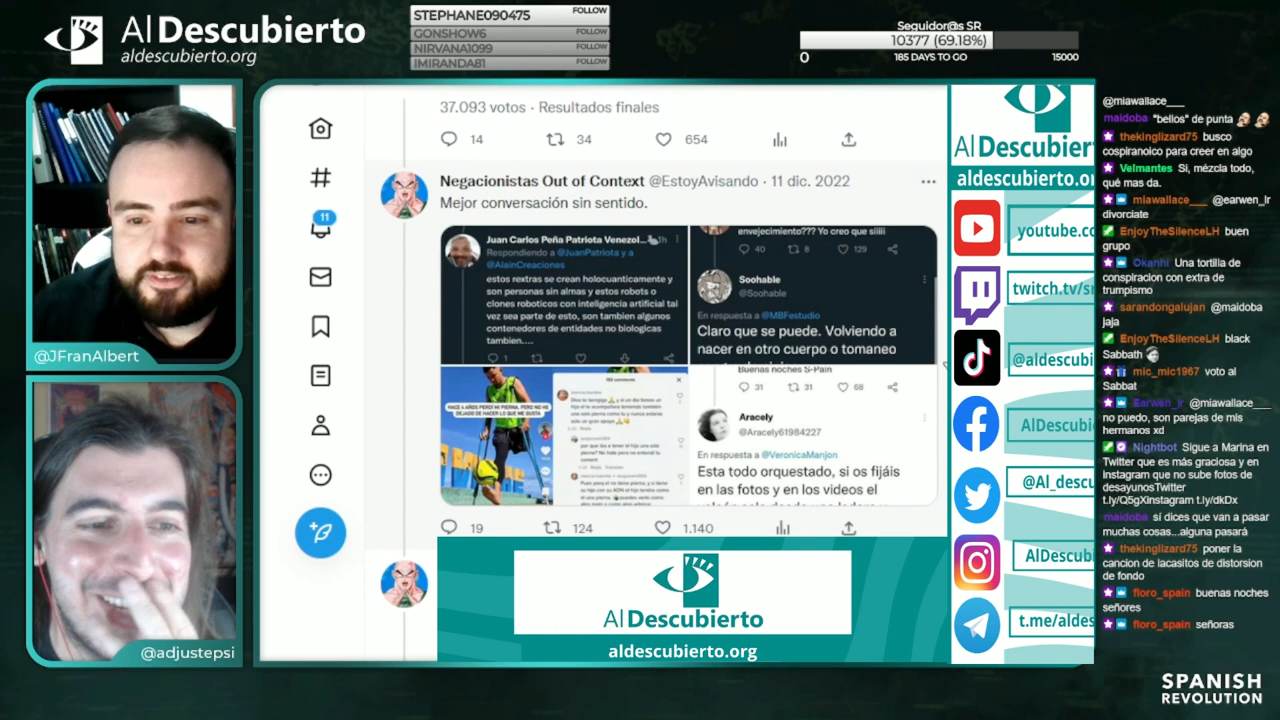 Al Descubierto
aldescubierto.org
STEPHANE090475 FOLLOW
GONSHOW6 FOLLOW
NIRVANA1099 FOLLOW
IMIRANDA81 FOLLOW
Seguidor@s SR
10377 (69.18%)
0 185 DAYS TO GO 15000
@JFranAlbert
@adjustepsi
11
37.093 votos · Resultados finales
14 34 654
Negacionistas Out of Context @EstoyAvisando · 11 dic. 2022
Mejor conversación sin sentido.
Juan Carlos Peña Patriota Venezol... 1h
Respondiendo a @JuanPatriota y a
@AlainCreaciones
estos rextras se crean holocuanticamente y
son personas sin almas y estos robots o
clones roboticos con inteligencia artificial tal
vez sea parte de esto, son tambien algunos
contenedores de entidades no biologicas
tambien....
1
envejecimiento??? Yo creo que siiiii
40 8 129
Soohable
@Soohable
En respuesta a @MBFestudio
Claro que se puede. Volviendo a
nacer en otro cuerpo o tomaneo
HACE 4 AÑOS PERDÍ MI PIERNA, PERO NO HE
DEJADO DE HACER LO QUE ME GUSTA
Buenas noches S-Pain
31 31 68
Aracely
@Aracely61984227
En respuesta a @VeronicaManjon
Esta todo orquestado, si os fijáis
en las fotos y en los videos el
19 124 1.140
Al Descubierto
aldescubierto.org
Al Descubier
aldescubierto.or
youtube.co
twitch.tv/s
@aldescubi
AlDescubie
@Al_descu
AlDescub
t.me/aldes
@miawallace___
maidoba "bellos" de punta
thekinglizard75 busco
cospiranoico para creer en algo
Velmantes Si, mézcla todo,
qué mas da.
miawallace___ @earwen_lr
divorciate
EnjoyTheSilenceLH buen
grupo
Okanhi Una tortilla de
conspiracion con extra de
trumpismo
sarandongalujan @maidoba
jaja
EnjoyTheSilenceLH black
Sabbath
mic_mic1967 voto al
Sabbat
Earwen_lr @miawallace___
no puedo, son parejas de mis
hermanos xd
Nightbot Sigue a Marina en
Twitter que es más graciosa y en
Instagram que no sube fotos de
desayunosTwitter
t.ly/Q5gXInstagram t.ly/dkDx
maidoba sí dices que van a pasar
muchas cosas...alguna pasará
thekinglizard75 poner la
cancion de lacasitos de distorsion
de fondo
floro_spain buenas noches
señores
floro_spain señoras
SPANISH
REVOLUTION